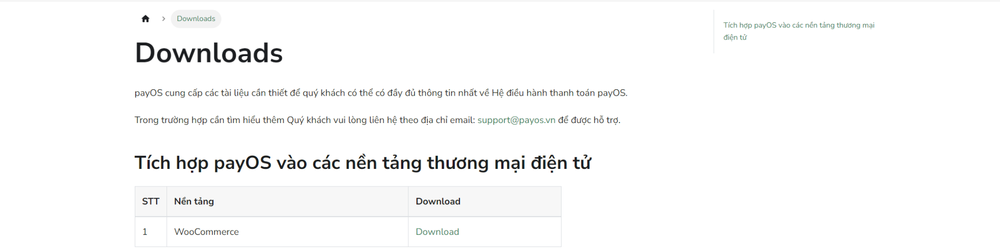 Downloads
Downloads
payOS cung cấp các tài liệu cần thiết để quý khách có thể có đầy đủ thông tin nhất về Hệ điều hành thanh toán payOS.
Trong trường hợp cần tìm hiểu thêm Quý khách vui lòng liên hệ theo địa chỉ email: support@payos.vn để được hỗ trợ.
Tích hợp payOS vào các nền tảng thương mại điện tử
STT Nền tảng Download
1 WooCommerce Download
Tích hợp payOS vào các nền tảng thương mại
điện tử